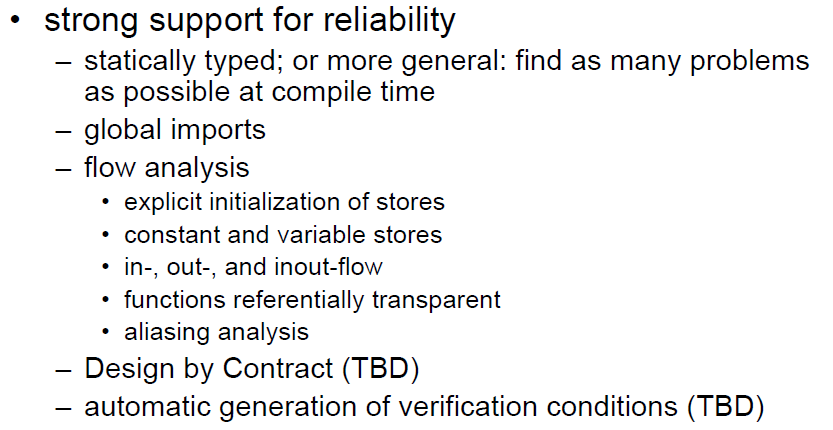 • strong support for reliability
– statically typed; or more general: find as many problems
as possible at compile time
– global imports
– flow analysis
• explicit initialization of stores
• constant and variable stores
• in-, out-, and inout-flow
• functions referentially transparent
• aliasing analysis
– Design by Contract (TBD)
– automatic generation of verification conditions (TBD)